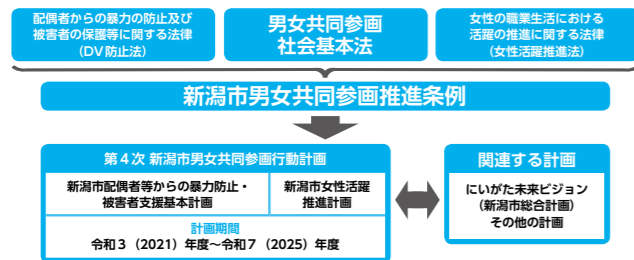 配偶者からの暴力の防止及び
被害者の保護等に関する法律
（DV防止法）
男女共同参画
社会基本法
女性の職業生活における
活躍の推進に関する法律
（女性活躍推進法）
新潟市男女共同参画推進条例
第４次 新潟市男女共同参画行動計画
新潟市配偶者等からの暴力防止・
被害者支援基本計画
新潟市女性活躍
推進計画
計画期間
令和３（2021）年度～令和７（2025）年度
関連する計画
にいがた未来ビジョン
（新潟市総合計画）
その他の計画